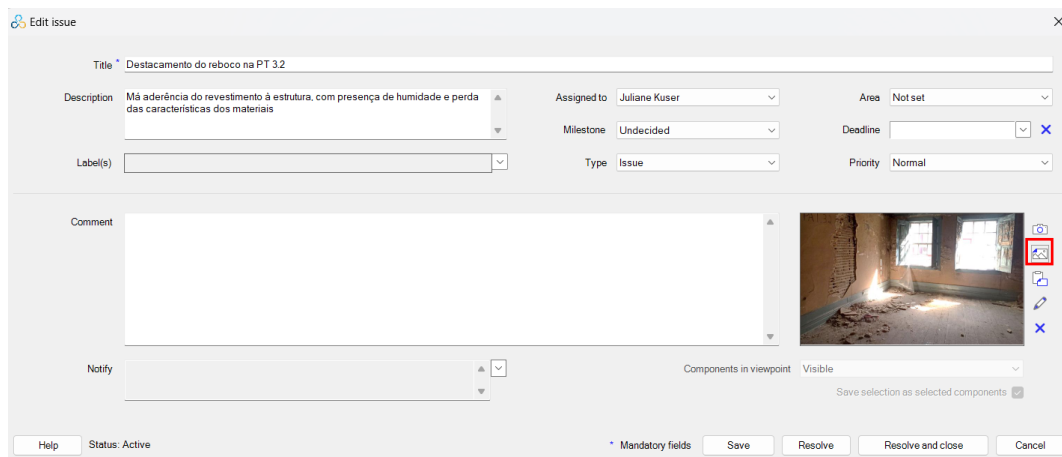 Edit issue
Title * Destacamento do reboco na PT 3.2
Description Má aderência do revestimento à estrutura, com presença de humidade e perda
das características dos materiais
Assigned to Juliane Kuser
Area Not set
Milestone Undecided
Deadline
Label(s)
Type Issue
Priority Normal
Comment
Notify
Components in viewpoint Visible
Save selection as selected components
Help
Status: Active
* Mandatory fields
Save
Resolve
Resolve and close
Cancel